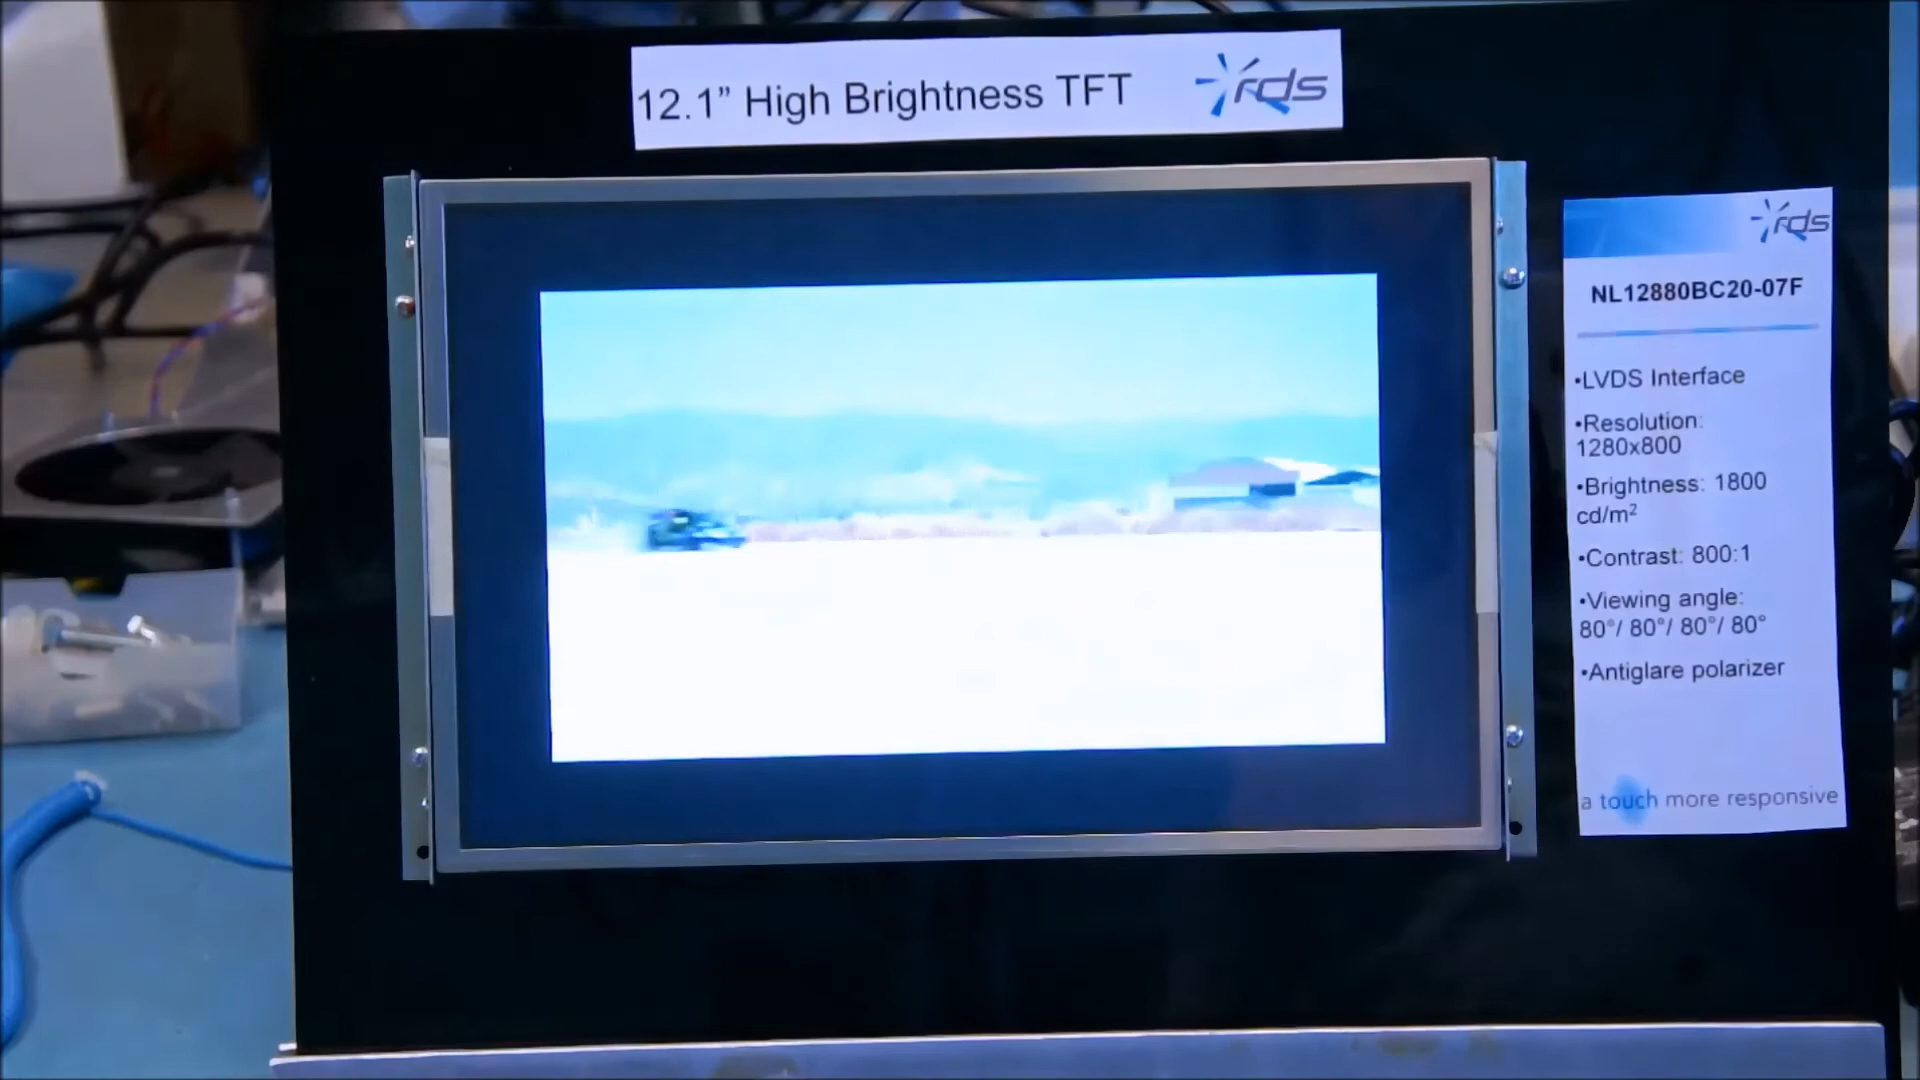 12.1” High Brightness TFT
rds
rds
NL12880BC20-07F
•LVDS Interface
•Resolution:
1280x800
•Brightness: 1800
cd/m²
•Contrast: 800:1
•Viewing angle:
80°/ 80°/ 80°/ 80°
•Antiglare polarizer
a touch more responsive